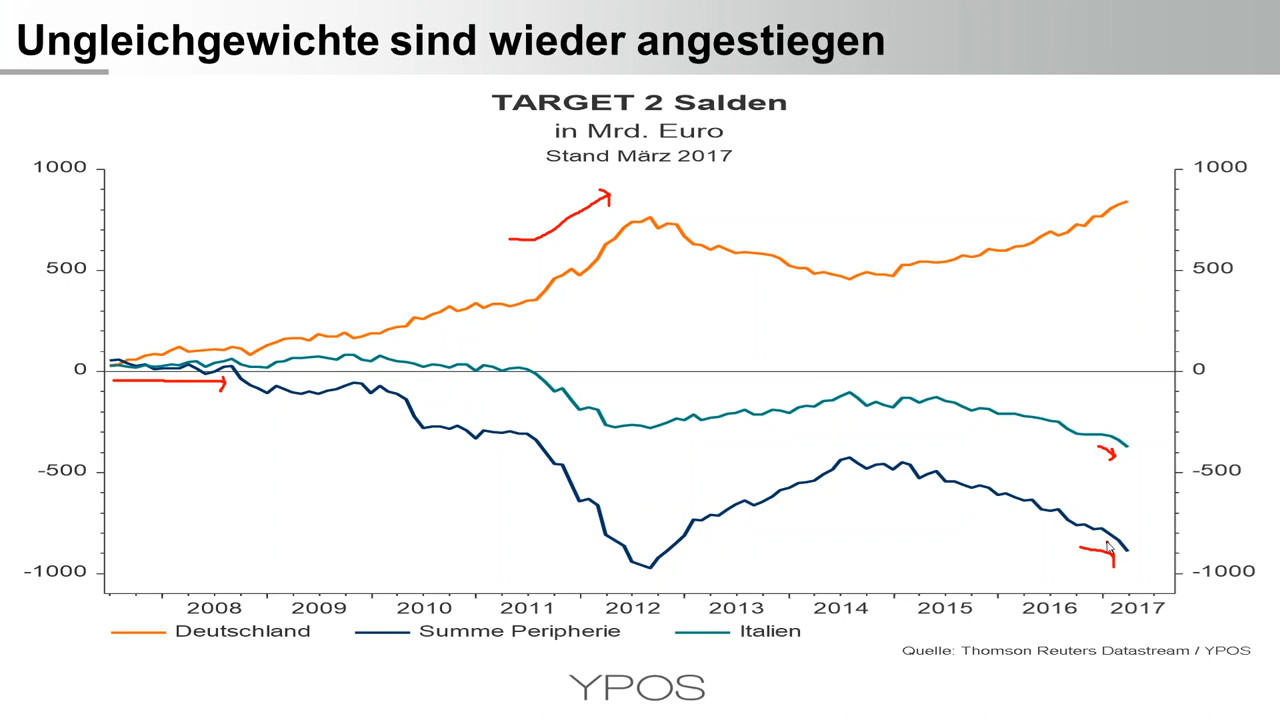 Ungleichgewichte sind wieder angestiegen
TARGET 2 Salden
in Mrd. Euro
Stand März 2017
1000 1000
500 500
0 0
-500 -500
-1000 -1000
2008 2009 2010 2011 2012 2013 2014 2015 2016 2017
Deutschland Summe Peripherie Italien
Quelle: Thomson Reuters Datastream / YPOS
YPOS